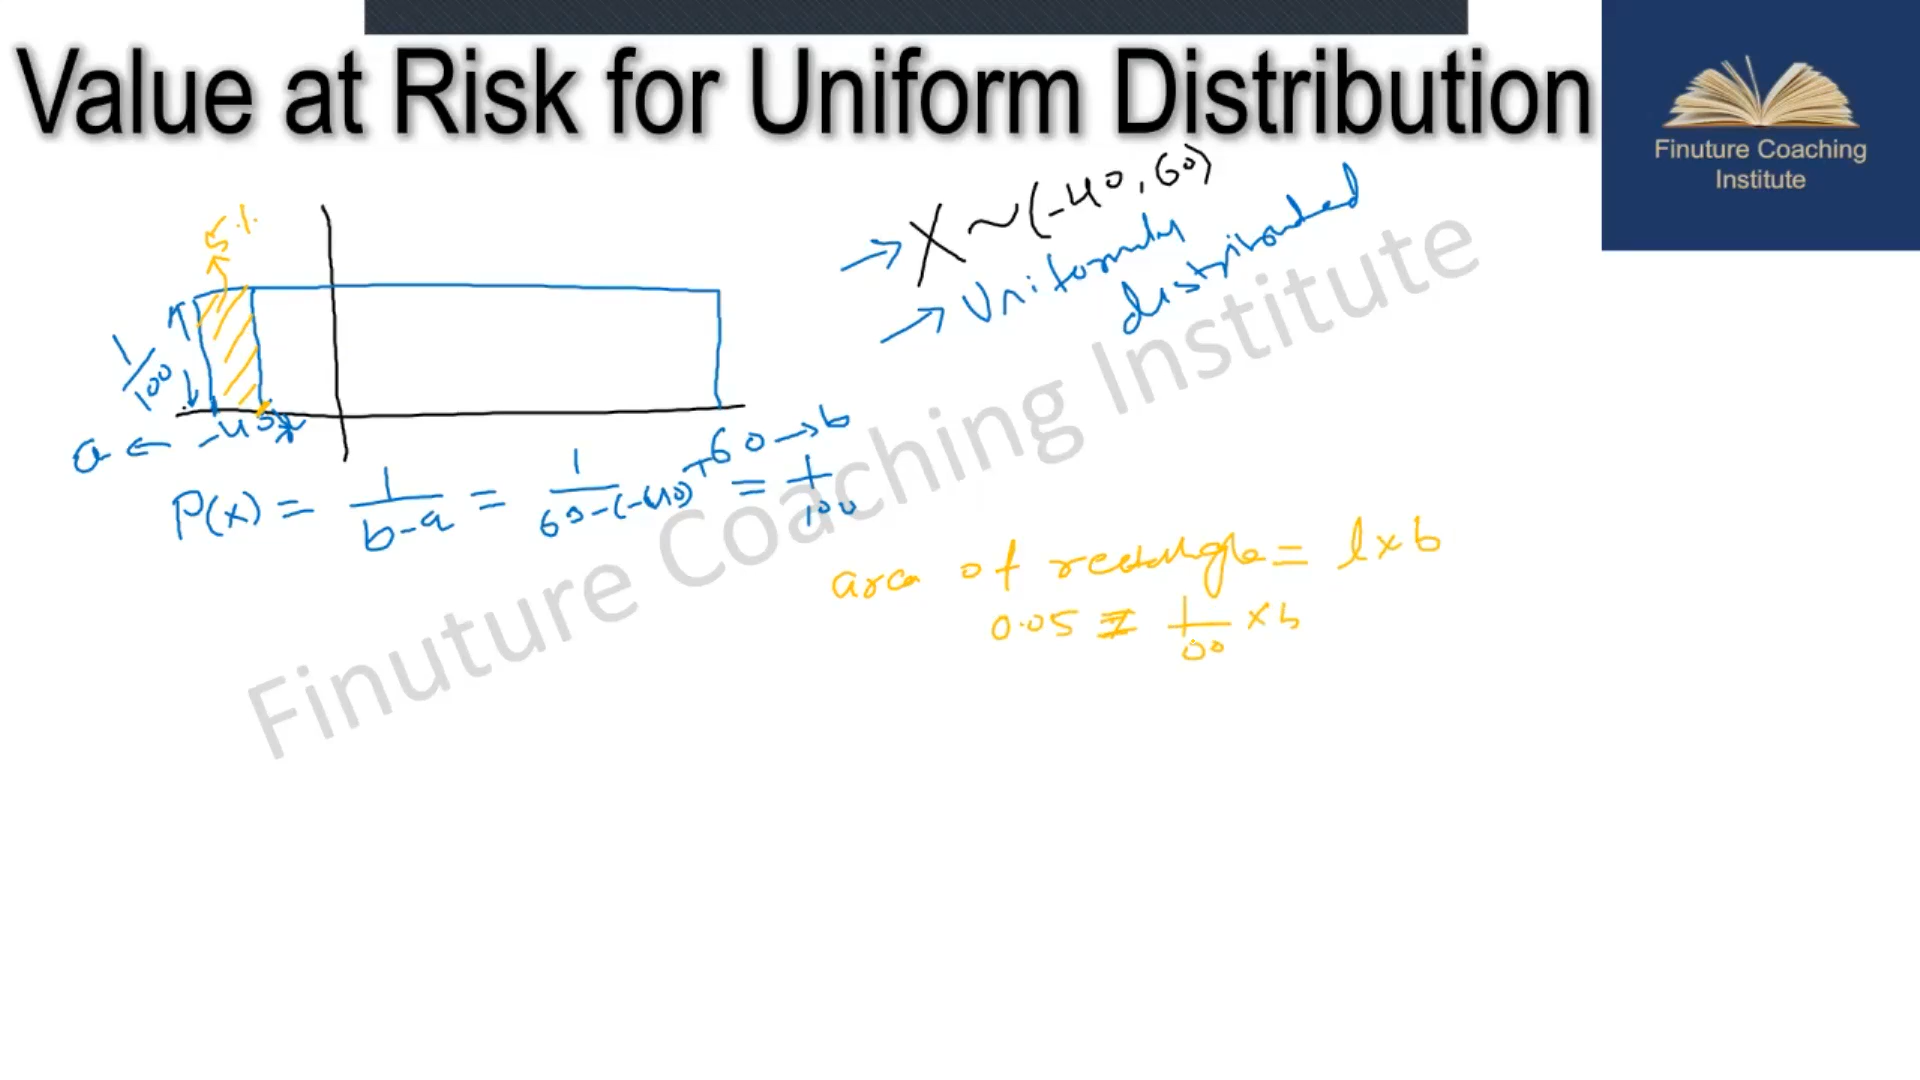 Value at Risk for Uniform Distribution
Finuture Coaching
Institute
X ~ (-40, 60)
→ Uniformly
distributed
5%
1/100
a ← -40 x
60 → b
P(x) = 1/b-a = 1/60-(-40) = 1/100
area of rectangle = l × b
0.05 = 1/100 × b
Finuture Coaching Institute